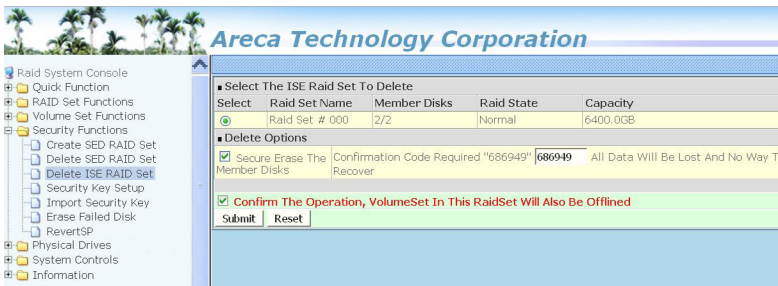 Areca Technology Corporation
Raid System Console
Quick Function
RAID Set Functions
Volume Set Functions
Security Functions
Create SED RAID Set
Delete SED RAID Set
Delete ISE RAID Set
Security Key Setup
Import Security Key
Erase Failed Disk
RevertSP
Physical Drives
System Controls
Information
Select The ISE Raid Set To Delete
Select Raid Set Name Member Disks Raid State Capacity
Raid Set # 000 2/2 Normal 6400.0GB
Delete Options
Secure Erase The Member Disks
Confirmation Code Required "686949" 686949 All Data Will Be Lost And No Way T
Recover
Confirm The Operation, VolumeSet In This RaidSet Will Also Be Offlined
Submit Reset